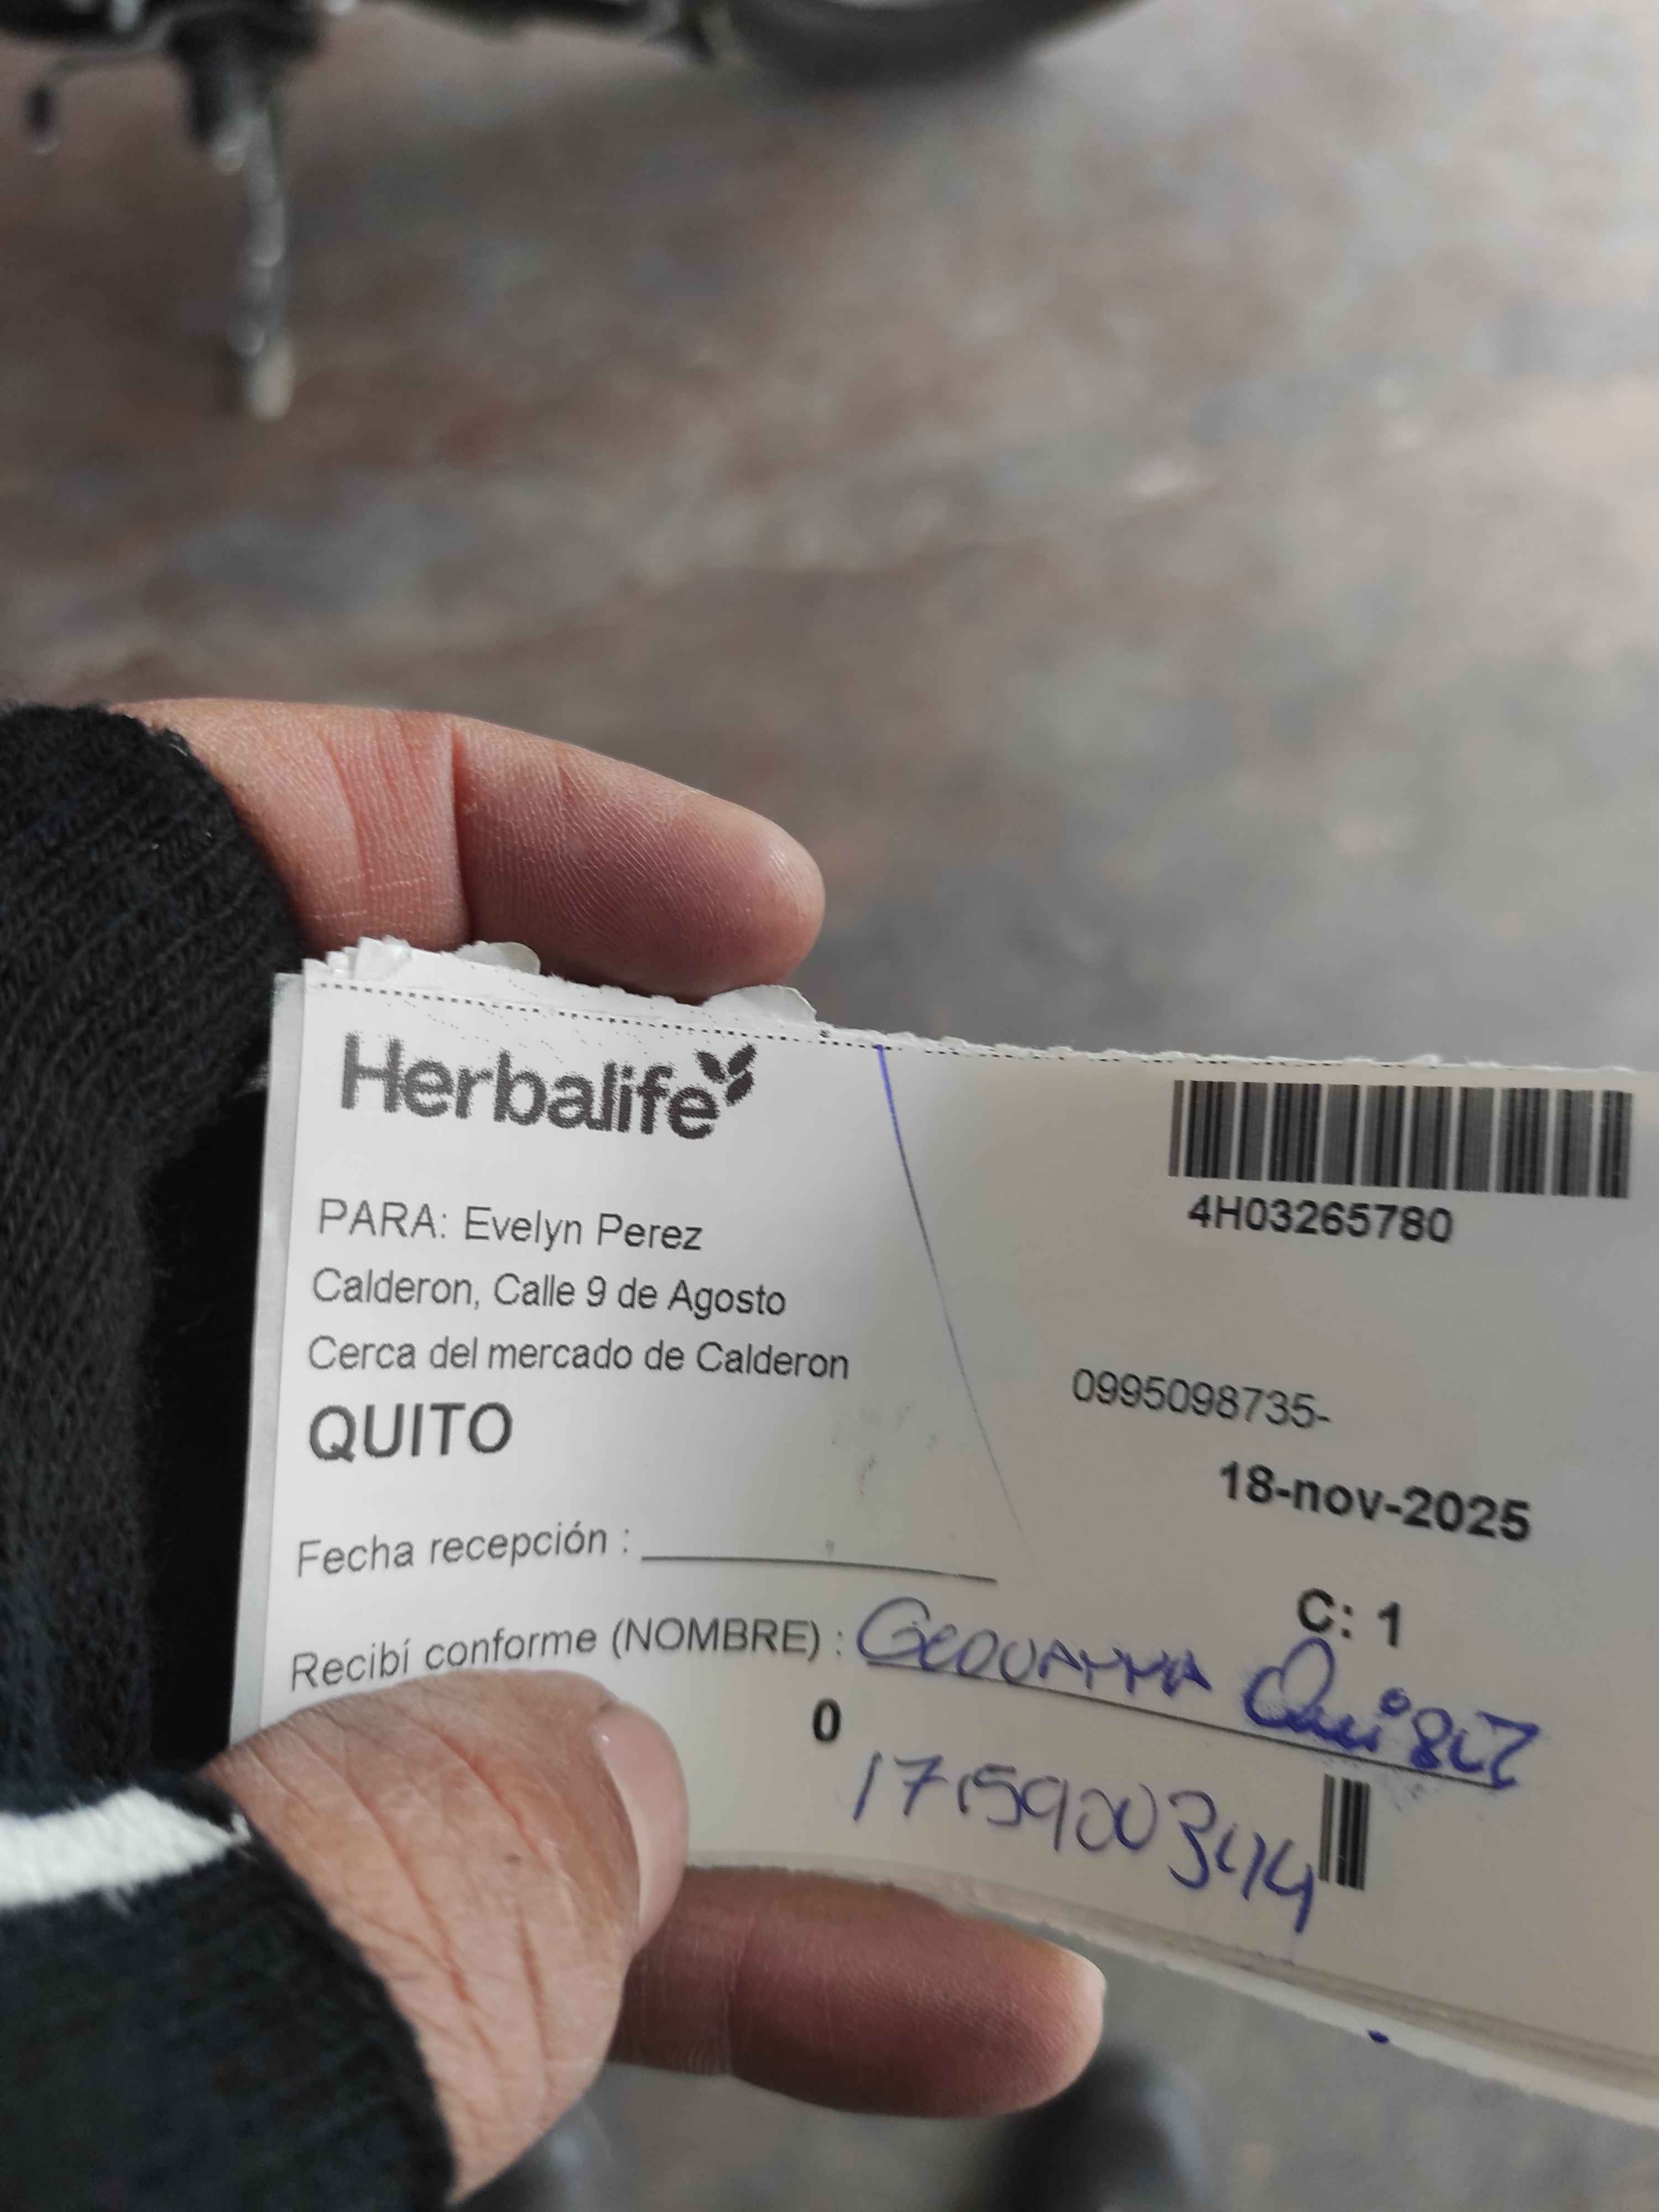 Herbalife
4H03265780
PARA: Evelyn Perez
Calderon, Calle 9 de Agosto
Cerca del mercado de Calderon
0995098735-
QUITO
18-nov-2025
Fecha recepción :
C: 1
Recibí conforme (NOMBRE) : Geovanna
0